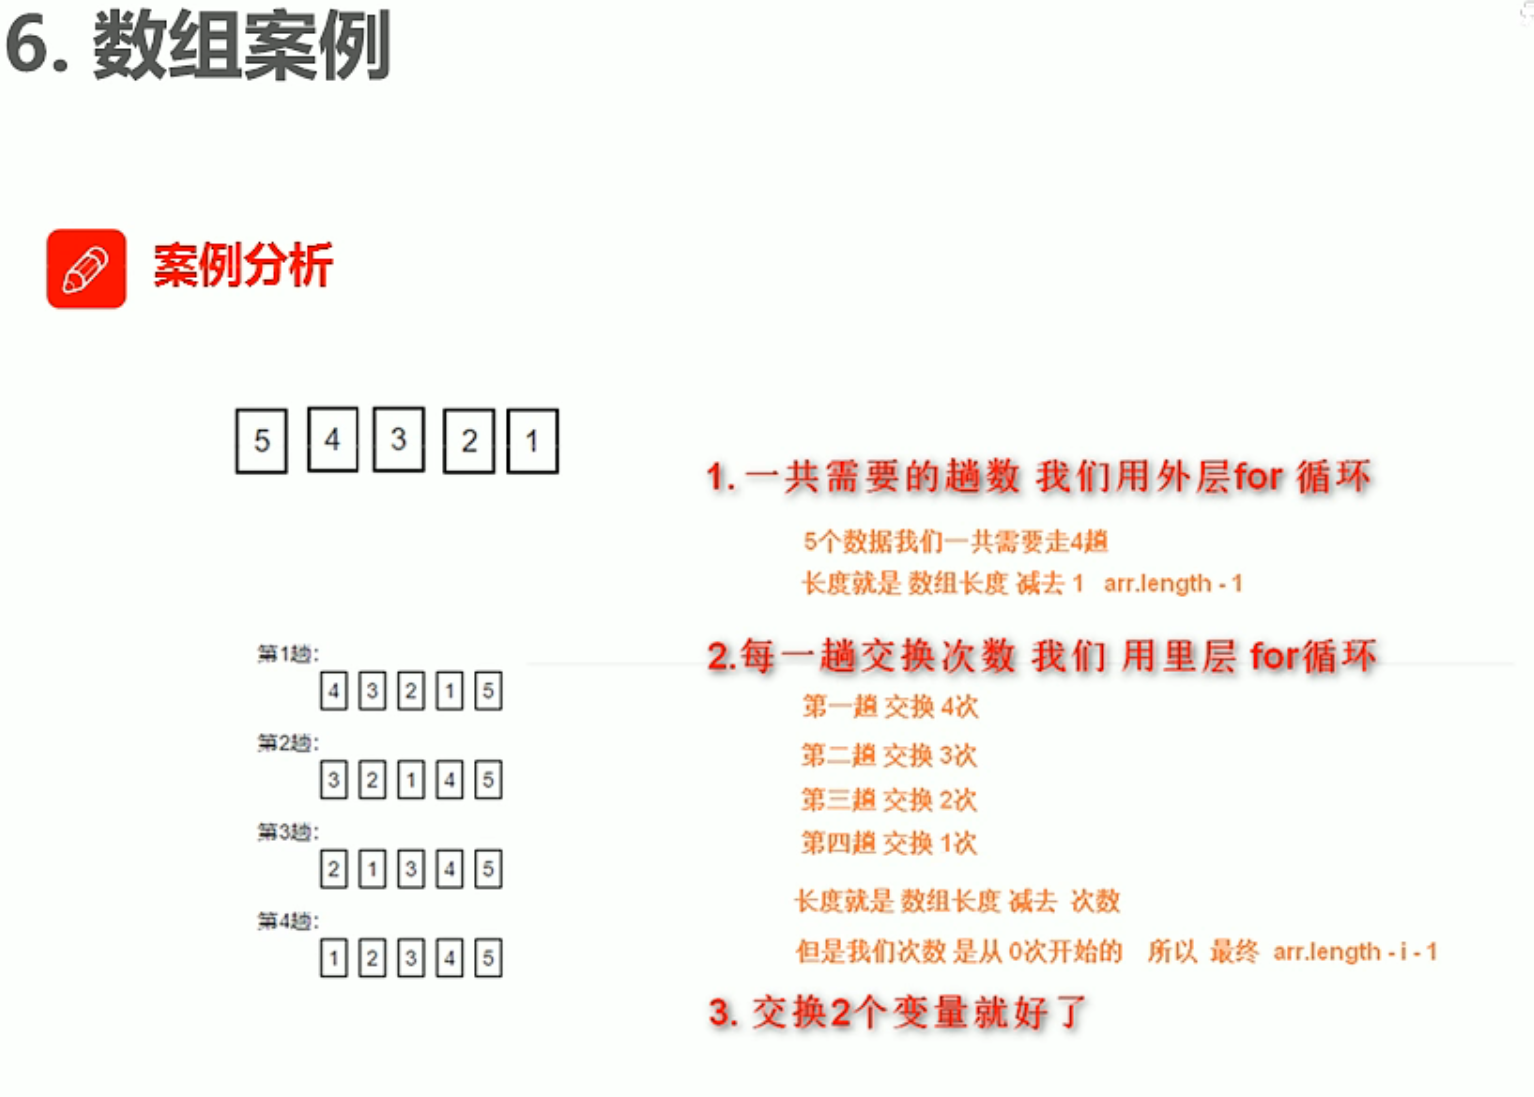 6. 数组案例
案例分析
5 4 3 2 1
第1趟:
4 3 2 1 5
第2趟:
3 2 1 4 5
第3趟:
2 1 3 4 5
第4趟:
1 2 3 4 5
1. 一共需要的趟数 我们用外层for 循环
5个数据我们一共需要走4趟
长度就是 数组长度 减去 1 arr.length - 1
2.每一趟交换次数 我们 用里层 for循环
第一趟 交换 4次
第二趟 交换 3次
第三趟 交换 2次
第四趟 交换 1次
长度就是 数组长度 减去 次数
但是我们次数 是从 0次开始的 所以 最终 arr.length - i - 1
3. 交换2个变量就好了